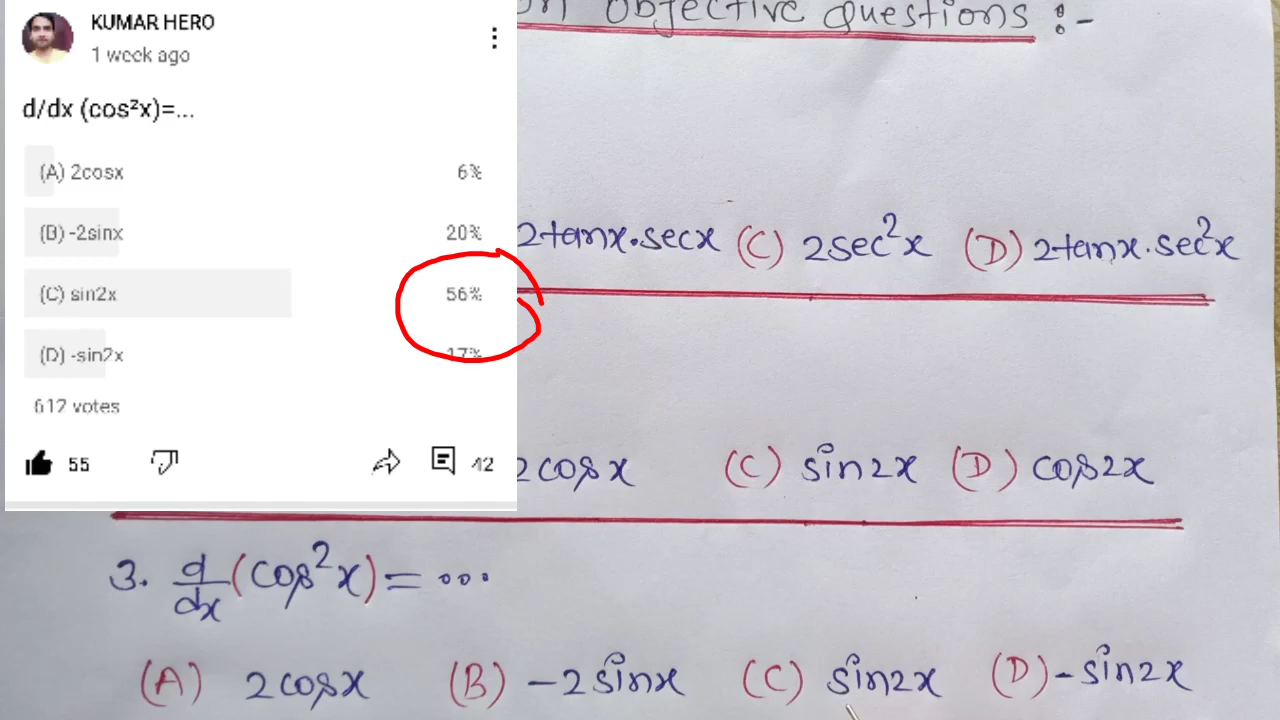 KUMAR HERO
1 week ago
d/dx (cos²x)=...
(A) 2cosx 6%
(B) -2sinx 20%
(C) sin2x 56%
(D) -sin2x 17%
612 votes
55 42
Objective Questions :-
2tanx.secx (C) 2sec²x (D) 2tanx.sec²x
2cosx (C) sin2x (D) cos2x
3. d/dx (cos²x) = ...
(A) 2cosx (B) -2sinx (C) sin2x (D) -sin2x